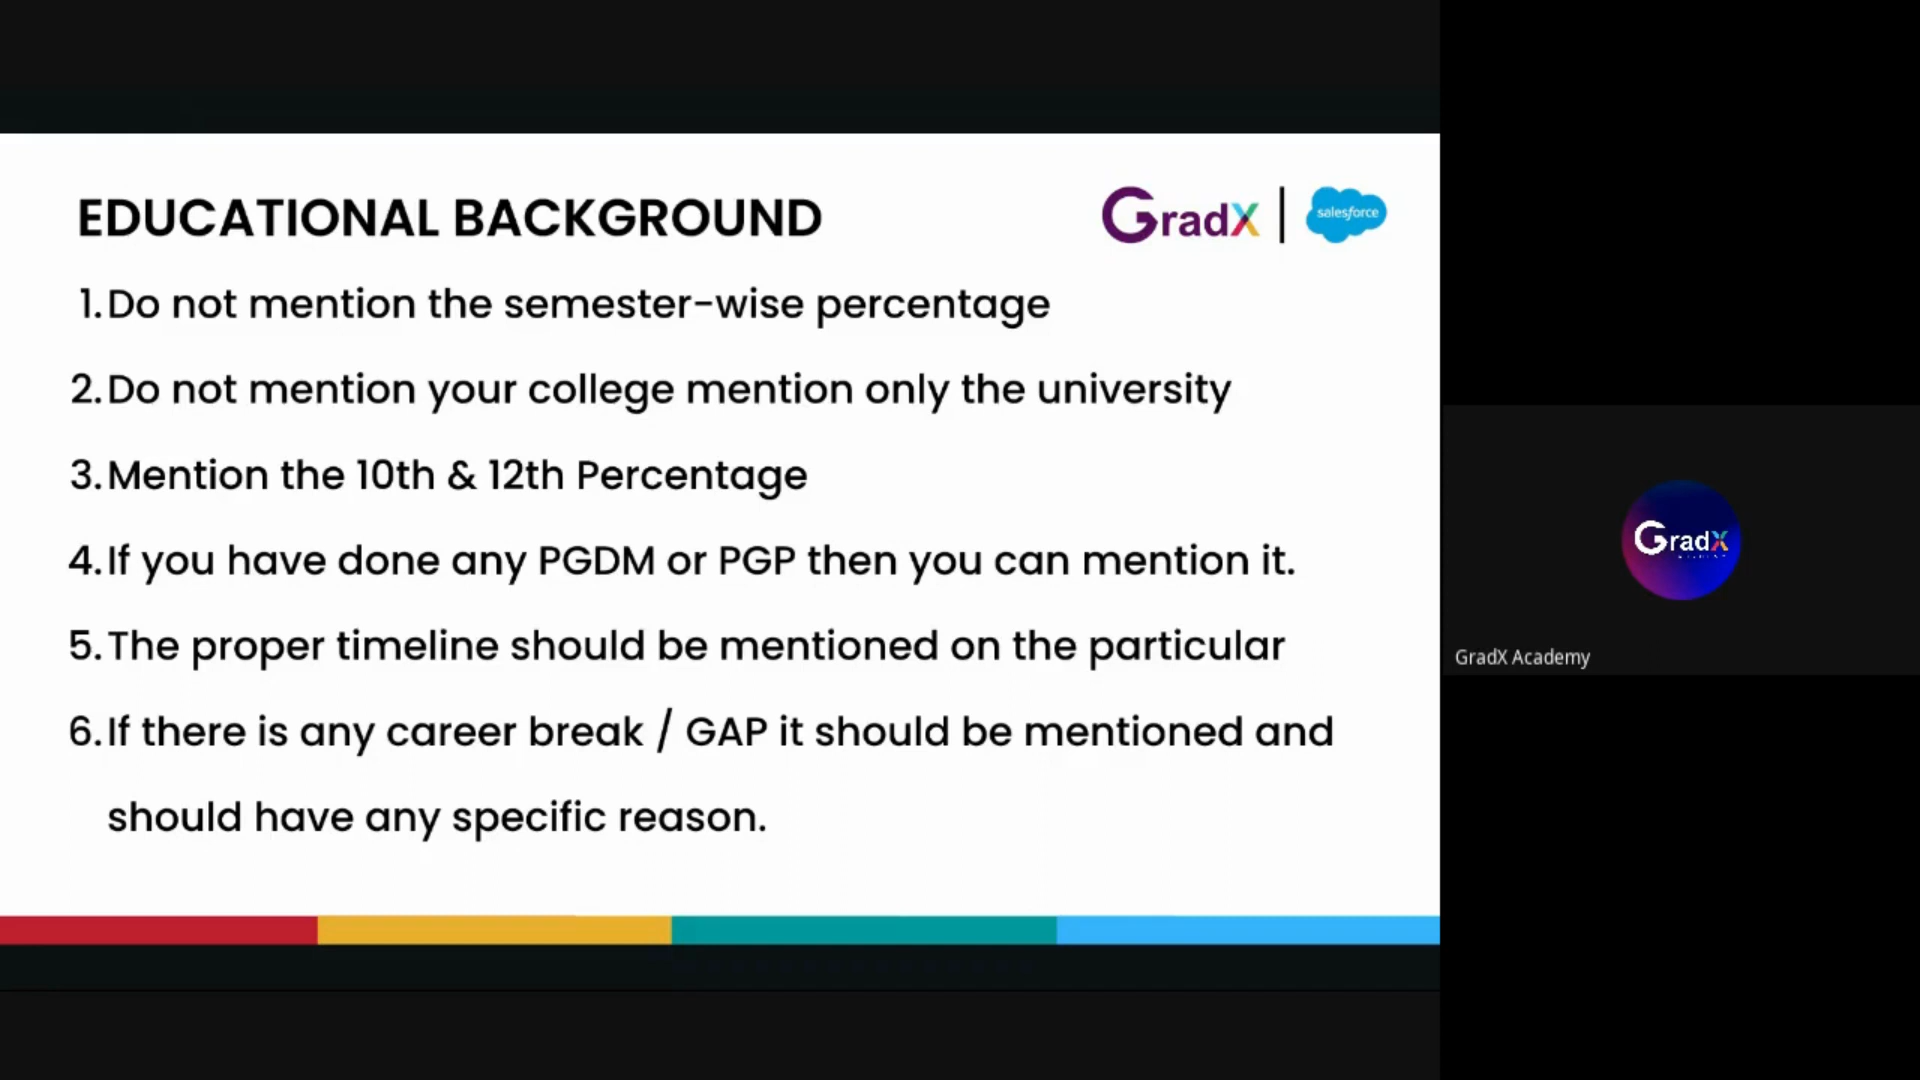 EDUCATIONAL BACKGROUND
GradX | salesforce
1. Do not mention the semester-wise percentage
2. Do not mention your college mention only the university
3. Mention the 10th & 12th Percentage
4. If you have done any PGDM or PGP then you can mention it.
5. The proper timeline should be mentioned on the particular
6. If there is any career break / GAP it should be mentioned and
should have any specific reason.
GradX
GradX Academy